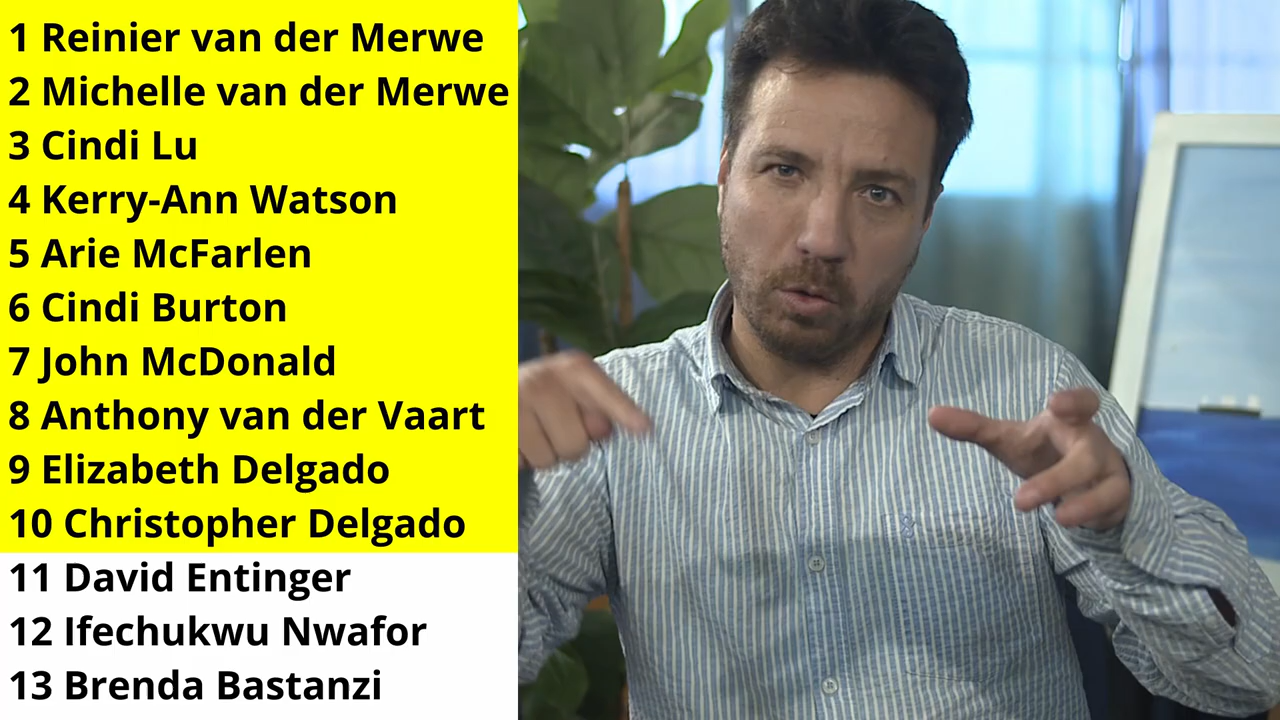 1 Reinier van der Merwe
2 Michelle van der Merwe
3 Cindi Lu
4 Kerry-Ann Watson
5 Arie McFarlen
6 Cindi Burton
7 John McDonald
8 Anthony van der Vaart
9 Elizabeth Delgado
10 Christopher Delgado
11 David Entinger
12 Ifechukwu Nwafor
13 Brenda Bastanzi